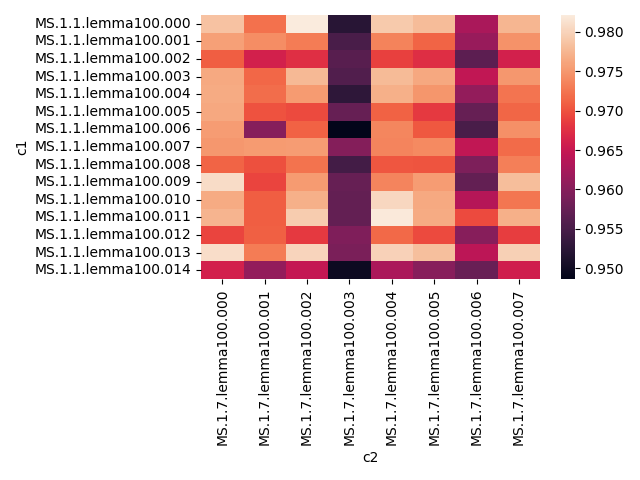 c1
MS.1.1.lemma100.000
MS.1.1.lemma100.001
MS.1.1.lemma100.002
MS.1.1.lemma100.003
MS.1.1.lemma100.004
MS.1.1.lemma100.005
MS.1.1.lemma100.006
MS.1.1.lemma100.007
MS.1.1.lemma100.008
MS.1.1.lemma100.009
MS.1.1.lemma100.010
MS.1.1.lemma100.011
MS.1.1.lemma100.012
MS.1.1.lemma100.013
MS.1.1.lemma100.014
MS.1.7.lemma100.000
MS.1.7.lemma100.001
MS.1.7.lemma100.002
MS.1.7.lemma100.003
MS.1.7.lemma100.004
MS.1.7.lemma100.005
MS.1.7.lemma100.006
MS.1.7.lemma100.007
c2
0.980
0.975
0.970
0.965
0.960
0.955
0.950